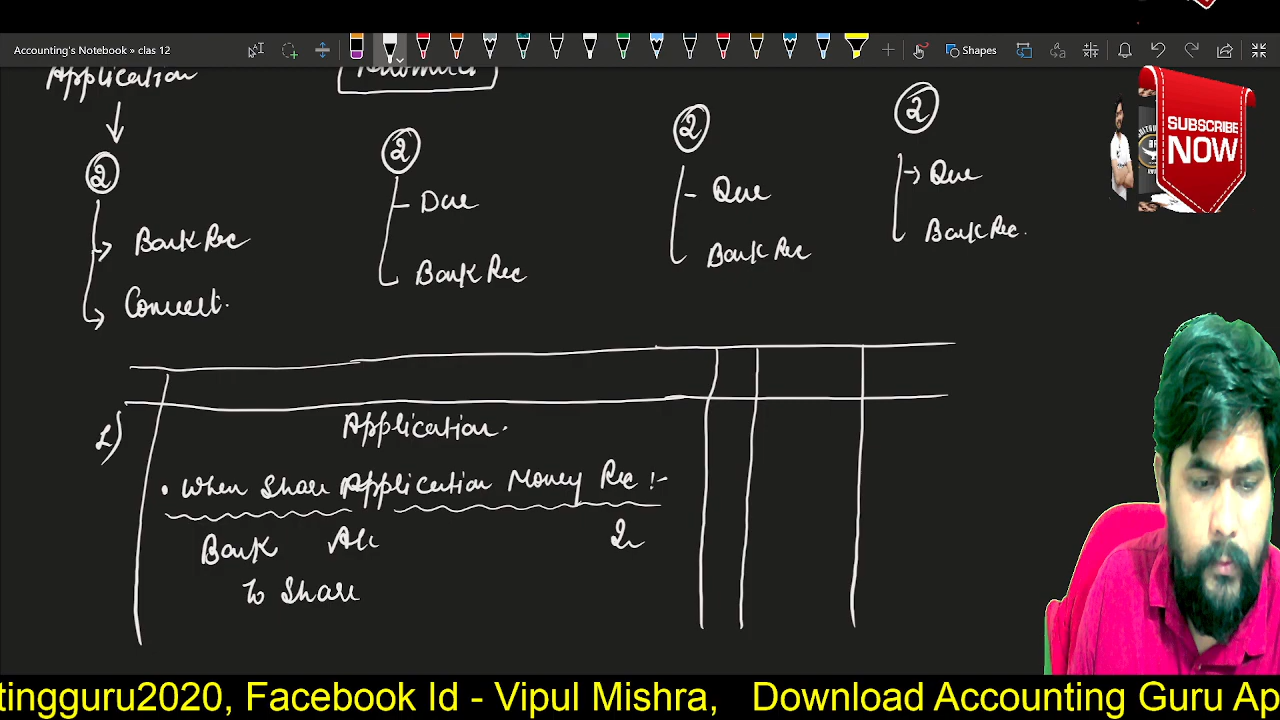 Accounting's Notebook » clas 12
Shapes
Application
SUBSCRIBE
NOW
2
Bank Rec
Convert.
2
Due
Bank Rec
2
Due
Bank Rec
2
Due
Bank Rec.
1)
Application.
• When Share Application Money Rec :-
Bank A/c Dr
To Share
tingguru2020, Facebook Id - Vipul Mishra, Download Accounting Guru Ap